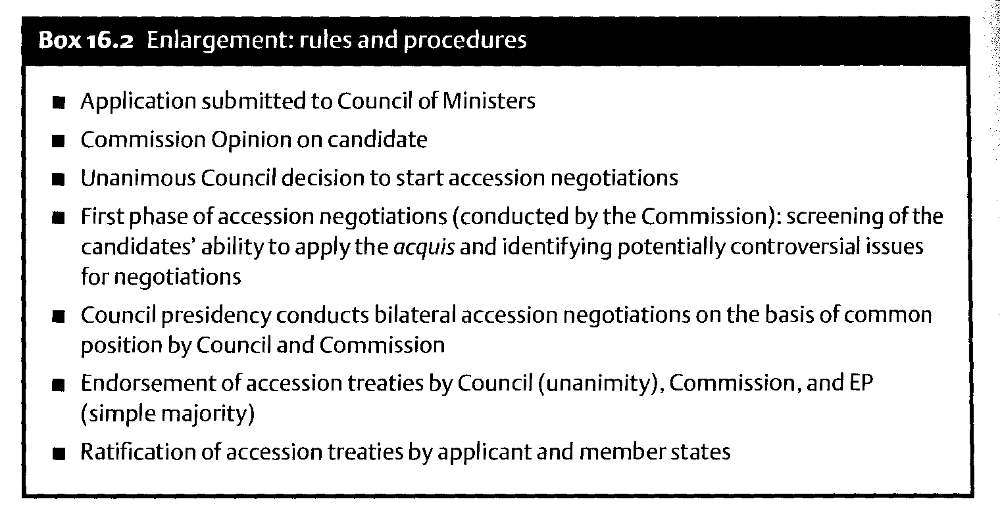 Box 16.2 Enlargement: rules and procedures
■ Application submitted to Council of Ministers
■ Commission Opinion on candidate
■ Unanimous Council decision to start accession negotiations
■ First phase of accession negotiations (conducted by the Commission): screening of the
candidates' ability to apply the acquis and identifying potentially controversial issues
for negotiations
■ Council presidency conducts bilateral accession negotiations on the basis of common
position by Council and Commission
■ Endorsement of accession treaties by Council (unanimity), Commission, and EP
(simple majority)
■ Ratification of accession treaties by applicant and member states